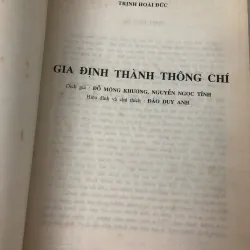 TRỊNH HOÀI ĐỨC
GIA ĐỊNH THÀNH THÔNG CHÍ
Dịch giả : ĐỖ MỘNG KHƯƠNG, NGUYỄN NGỌC TỈNH
Hiệu đính và chú thích : ĐÀO DUY ANH